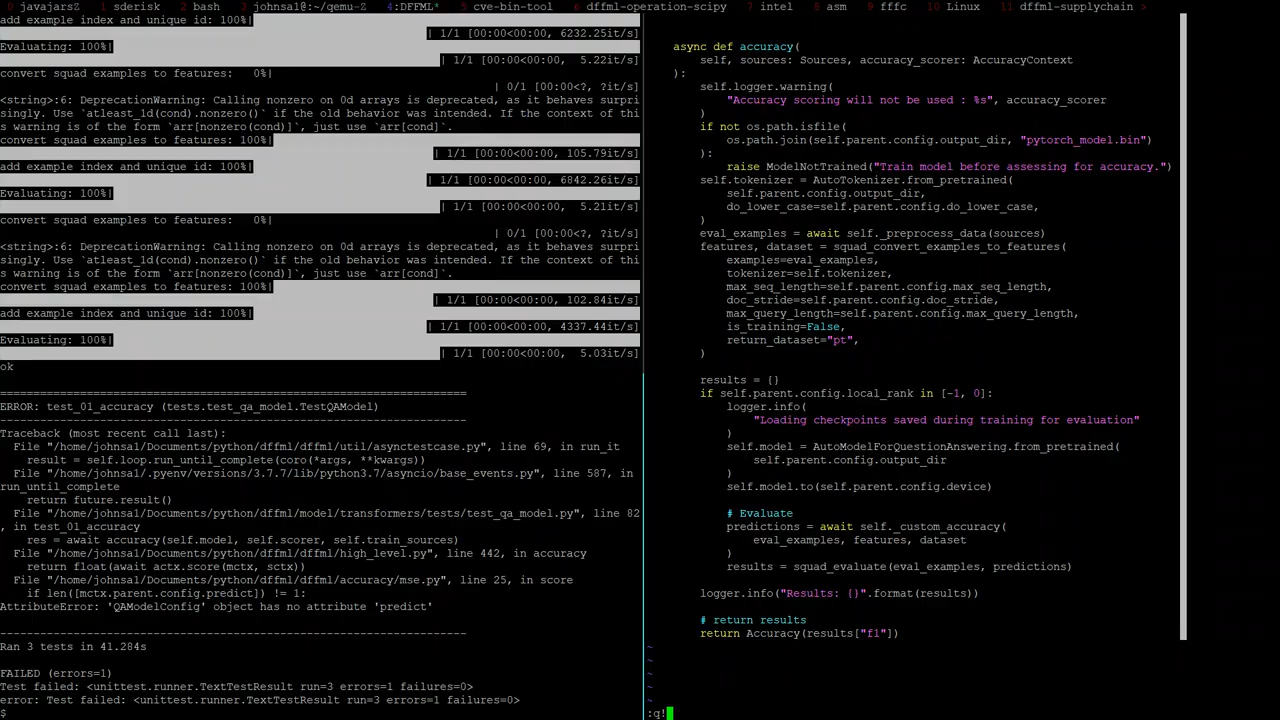 0 javajarsZ  1 sderisk  2 bash  3 johnsa1@:~/qemu-Z  4:DFFML*  5 cve-bin-tool  6 dffml-operation-scipy  7 intel  8 asm  9 fffc  10 Linux  11 dffml-supplychain >
add example index and unique id: 100%|
| 1/1 [00:00<00:00, 6232.25it/s]
Evaluating: 100%|
| 1/1 [00:00<00:00,  5.22it/s]
convert squad examples to features:   0%|
| 0/1 [00:00<?, ?it/s]
<string>:6: DeprecationWarning: Calling nonzero on 0d arrays is deprecated, as it behaves surpri
singly. Use `atleast_1d(cond).nonzero()` if the old behavior was intended. If the context of thi
s warning is of the form `arr[nonzero(cond)]`, just use `arr[cond]`.
convert squad examples to features: 100%|
| 1/1 [00:00<00:00, 105.79it/s]
add example index and unique id: 100%|
| 1/1 [00:00<00:00, 6842.26it/s]
Evaluating: 100%|
| 1/1 [00:00<00:00,  5.21it/s]
convert squad examples to features:   0%|
| 0/1 [00:00<?, ?it/s]
<string>:6: DeprecationWarning: Calling nonzero on 0d arrays is deprecated, as it behaves surpri
singly. Use `atleast_1d(cond).nonzero()` if the old behavior was intended. If the context of thi
s warning is of the form `arr[nonzero(cond)]`, just use `arr[cond]`.
convert squad examples to features: 100%|
| 1/1 [00:00<00:00, 102.84it/s]
add example index and unique id: 100%|
| 1/1 [00:00<00:00, 4337.44it/s]
Evaluating: 100%|
| 1/1 [00:00<00:00,  5.03it/s]
ok
======================================================================
ERROR: test_01_accuracy (tests.test_qa_model.TestQAModel)
----------------------------------------------------------------------
Traceback (most recent call last):
  File "/home/johnsa1/Documents/python/dffml/dffml/util/asynctestcase.py", line 69, in run_it
    result = self.loop.run_until_complete(coro(*args, **kwargs))
  File "/home/johnsa1/.pyenv/versions/3.7.7/lib/python3.7/asyncio/base_events.py", line 587, in
run_until_complete
    return future.result()
  File "/home/johnsa1/Documents/python/dffml/model/transformers/tests/test_qa_model.py", line 82
, in test_01_accuracy
    res = await accuracy(self.model, self.scorer, self.train_sources)
  File "/home/johnsa1/Documents/python/dffml/dffml/high_level.py", line 442, in accuracy
    return float(await actx.score(mctx, sctx))
  File "/home/johnsa1/Documents/python/dffml/dffml/accuracy/mse.py", line 25, in score
    if len([mctx.parent.config.predict]) != 1:
AttributeError: 'QAModelConfig' object has no attribute 'predict'
----------------------------------------------------------------------
Ran 3 tests in 41.284s
FAILED (errors=1)
Test failed: <unittest.runner.TextTestResult run=3 errors=1 failures=0>
error: Test failed: <unittest.runner.TextTestResult run=3 errors=1 failures=0>
$
    async def accuracy(
        self, sources: Sources, accuracy_scorer: AccuracyContext
    ):
        self.logger.warning(
            "Accuracy scoring will not be used : %s", accuracy_scorer
        )
        if not os.path.isfile(
            os.path.join(self.parent.config.output_dir, "pytorch_model.bin")
        ):
            raise ModelNotTrained("Train model before assessing for accuracy.")
        self.tokenizer = AutoTokenizer.from_pretrained(
            self.parent.config.output_dir,
            do_lower_case=self.parent.config.do_lower_case,
        )
        eval_examples = await self._preprocess_data(sources)
        features, dataset = squad_convert_examples_to_features(
            examples=eval_examples,
            tokenizer=self.tokenizer,
            max_seq_length=self.parent.config.max_seq_length,
            doc_stride=self.parent.config.doc_stride,
            max_query_length=self.parent.config.max_query_length,
            is_training=False,
            return_dataset="pt",
        )
        results = {}
        if self.parent.config.local_rank in [-1, 0]:
            logger.info(
                "Loading checkpoints saved during training for evaluation"
            )
            self.model = AutoModelForQuestionAnswering.from_pretrained(
                self.parent.config.output_dir
            )
            self.model.to(self.parent.config.device)
            # Evaluate
            predictions = await self._custom_accuracy(
                eval_examples, features, dataset
            )
            results = squad_evaluate(eval_examples, predictions)
        logger.info("Results: {}".format(results))
        # return results
        return Accuracy(results["f1"])
~
~
~
~
~
:q!